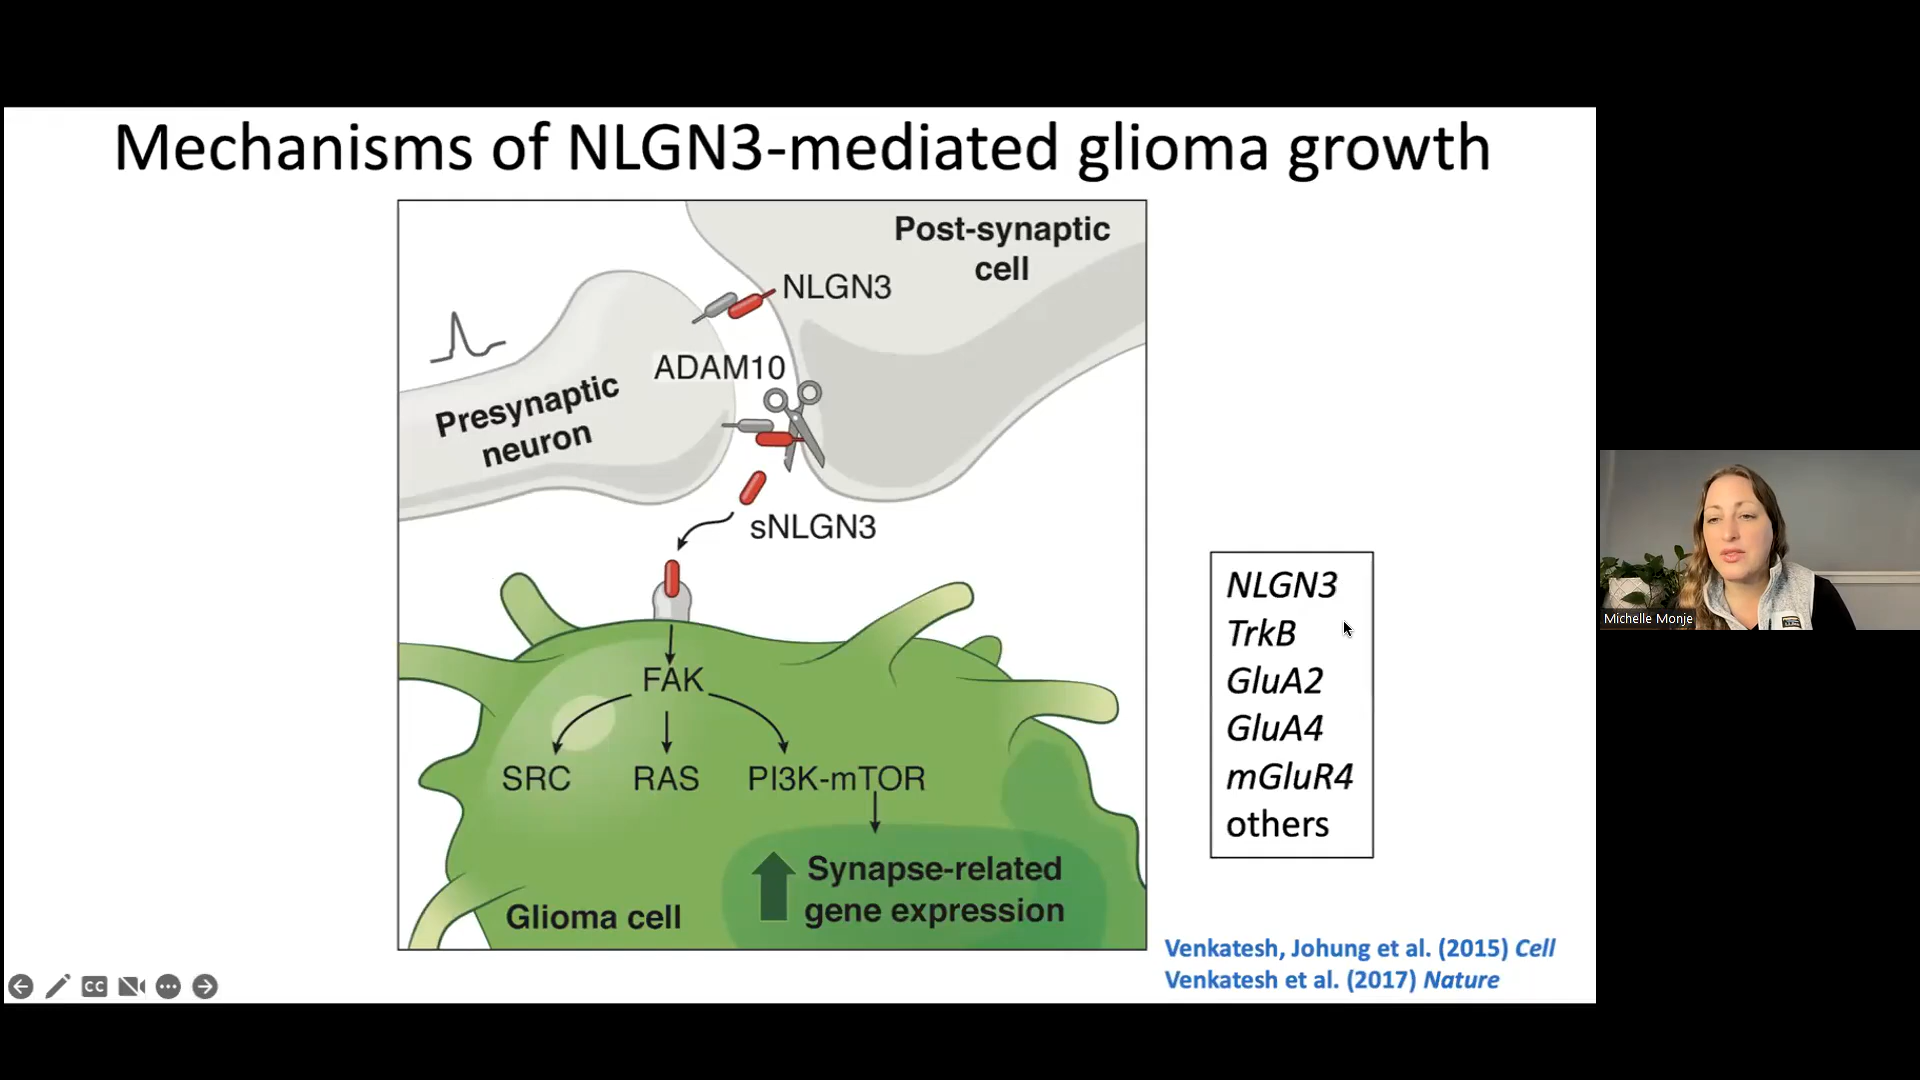 Mechanisms of NLGN3-mediated glioma growth
Post-synaptic
cell
NLGN3
ADAM10
Presynaptic
neuron
sNLGN3
FAK
SRC
RAS
PI3K-mTOR
Synapse-related
gene expression
Glioma cell
NLGN3
TrkB
GluA2
GluA4
mGluR4
others
Venkatesh, Johung et al. (2015) Cell
Venkatesh et al. (2017) Nature
CC
Michelle Monje